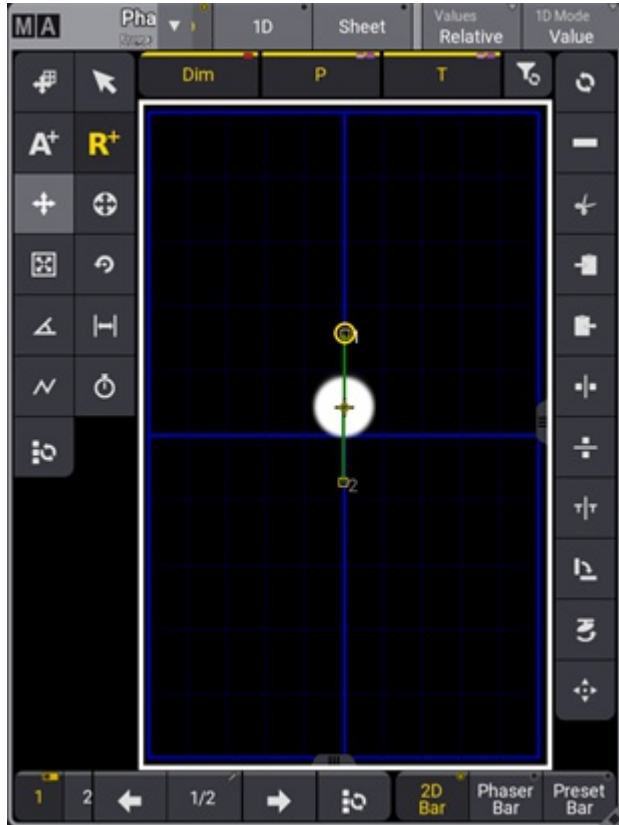 MA
Pha
1D
Sheet
Values
Relative
1D Mode
Value
Dim
P
T
A+
R+
1
2
1
2
1/2
2D
Bar
Phaser
Bar
Preset
Bar